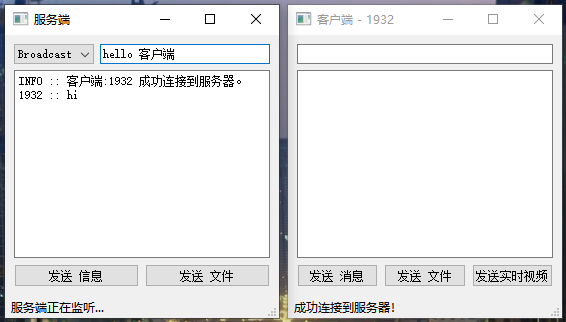 服务端
Broadcast
hello 客户端
INFO :: 客户端:1932 成功连接到服务器。
1932 :: hi
发送 信息
发送 文件
服务端正在监听...
客户端 - 1932
发送 消息
发送 文件
发送实时视频
成功连接到服务器!